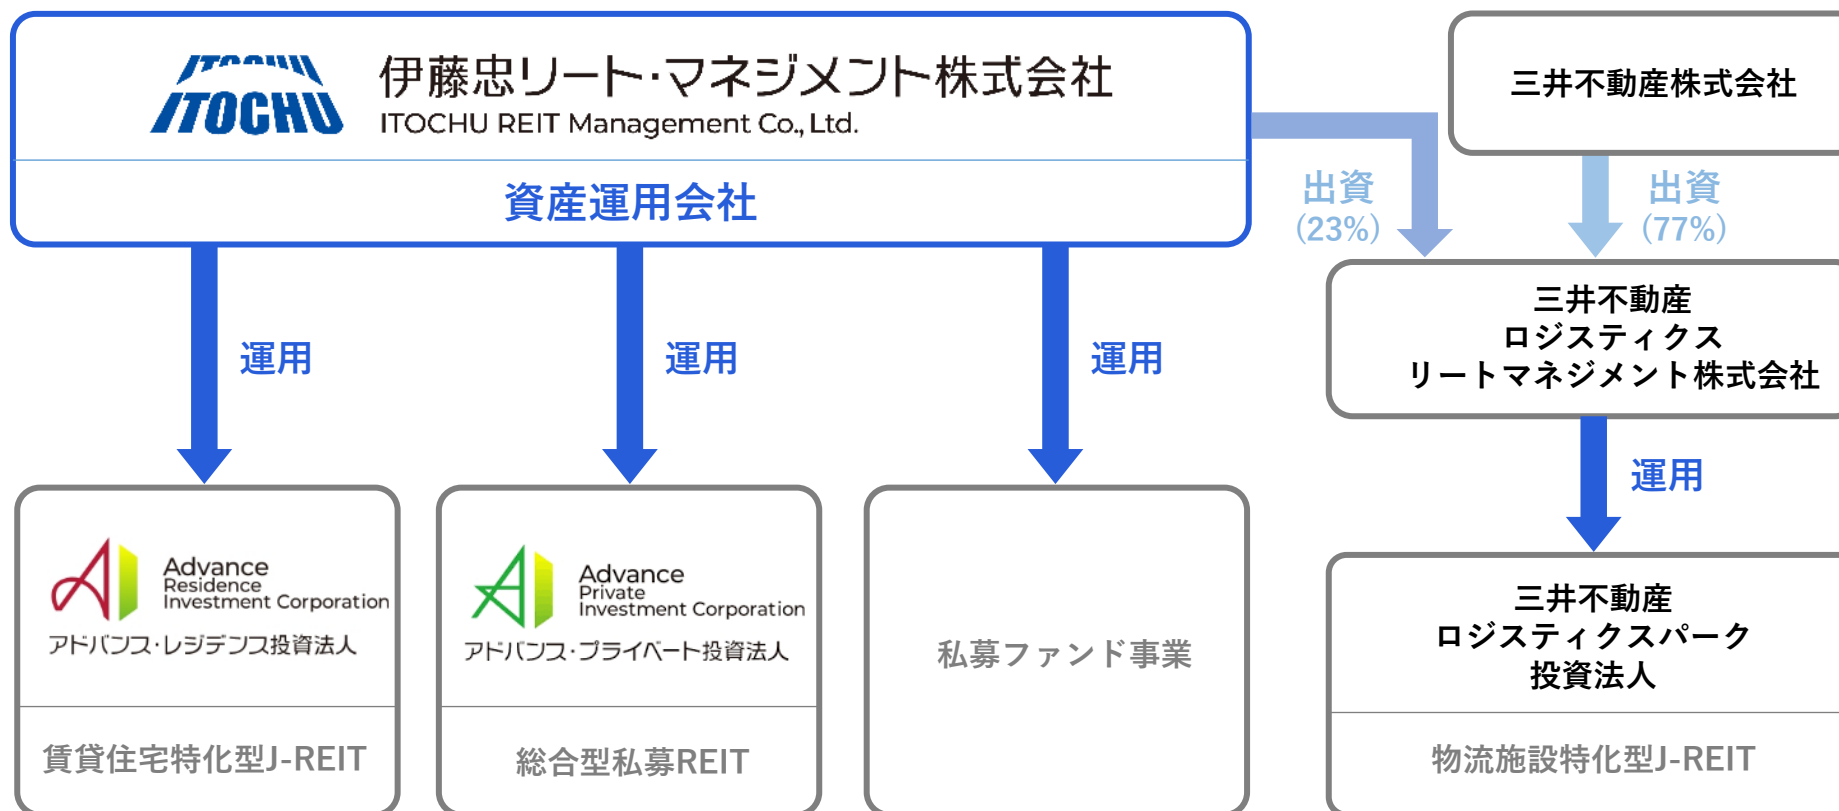 ITOCHU
ITOCHU
伊藤忠リート・マネジメント株式会社
ITOCHU REIT Management Co., Ltd.
資産運用会社
三井不動産株式会社
出資
(23%)
出資
(77%)
三井不動産
ロジスティクス
リートマネジメント株式会社
運用
運用
運用
運用
Advance
Residence
Investment Corporation
アドバンス・レジデンス投資法人
賃貸住宅特化型J-REIT
Advance
Private
Investment Corporation
アドバンス・プライベート投資法人
総合型私募REIT
私募ファンド事業
三井不動産
ロジスティクスパーク
投資法人
物流施設特化型J-REIT